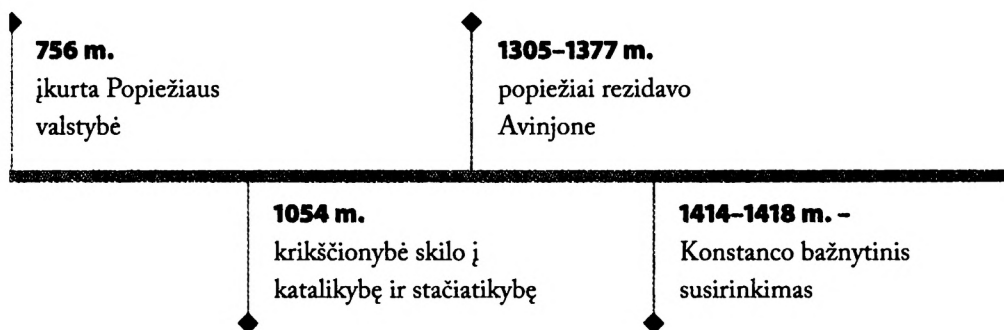 756 m.
įkurta Popiežiaus
valstybė
1305–1377 m.
popiežiai rezidavo
Avinjone
1054 m.
krikščionybė skilo į
katalikybę ir stačiatikybę
1414–1418 m. –
Konstanco bažnytinis
susirinkimas